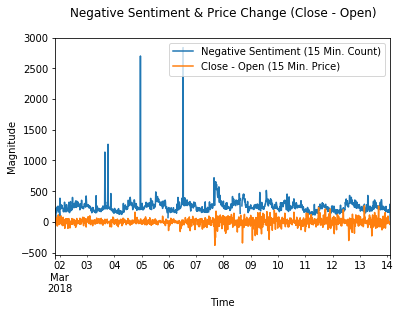 Negative Sentiment & Price Change (Close - Open)
Negative Sentiment (15 Min. Count)
Close - Open (15 Min. Price)
Magnitude
3000
2500
2000
1500
1000
500
0
−500
02 03 04 05 06 07 08 09 10 11 12 13 14
Mar
2018
Time